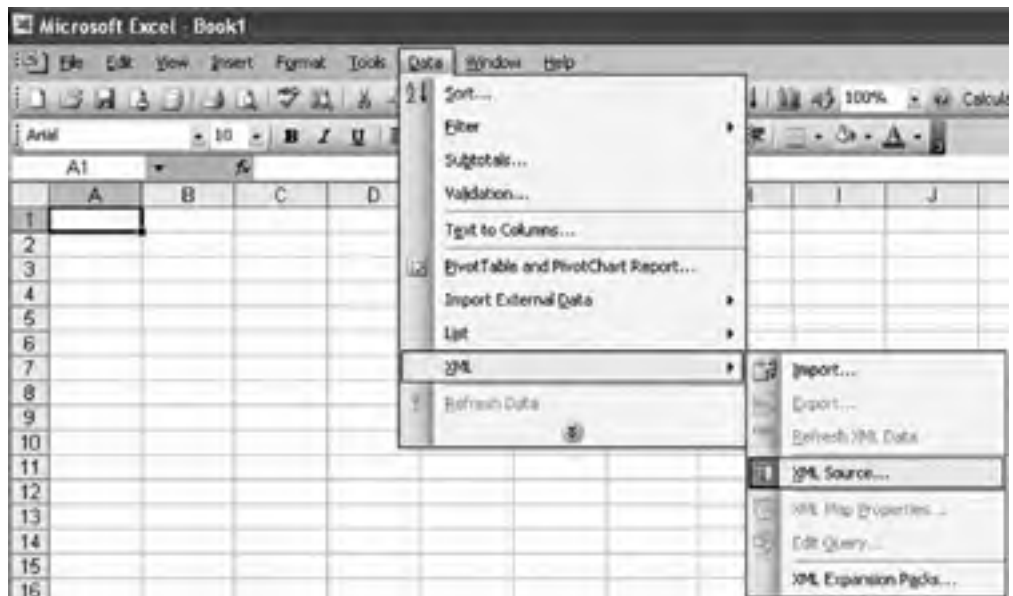 Microsoft Excel - Book1
File Edit View Insert Format Tools Data Window Help
100% Calcula
Arial 10 B I U A
A1 fx
A B C D I J
1
2
3
4
5
6
7
8
9
10
11
12
13
14
15
16
Sort...
Filter
Subtotals...
Validation...
Text to Columns...
PivotTable and PivotChart Report...
Import External Data
List
XML
Refresh Data
Import...
Export...
Refresh XML Data
XML Source...
XML Map Properties...
Edit Query...
XML Expansion Packs...